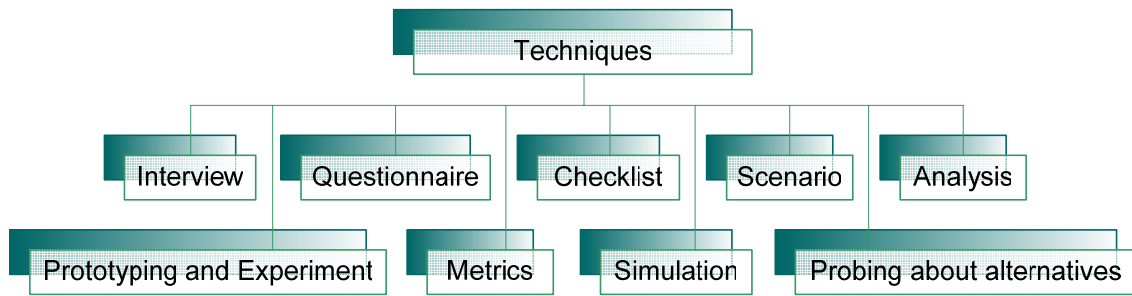 Techniques
Interview
Questionnaire
Checklist
Scenario
Analysis
Prototyping and Experiment
Metrics
Simulation
Probing about alternatives